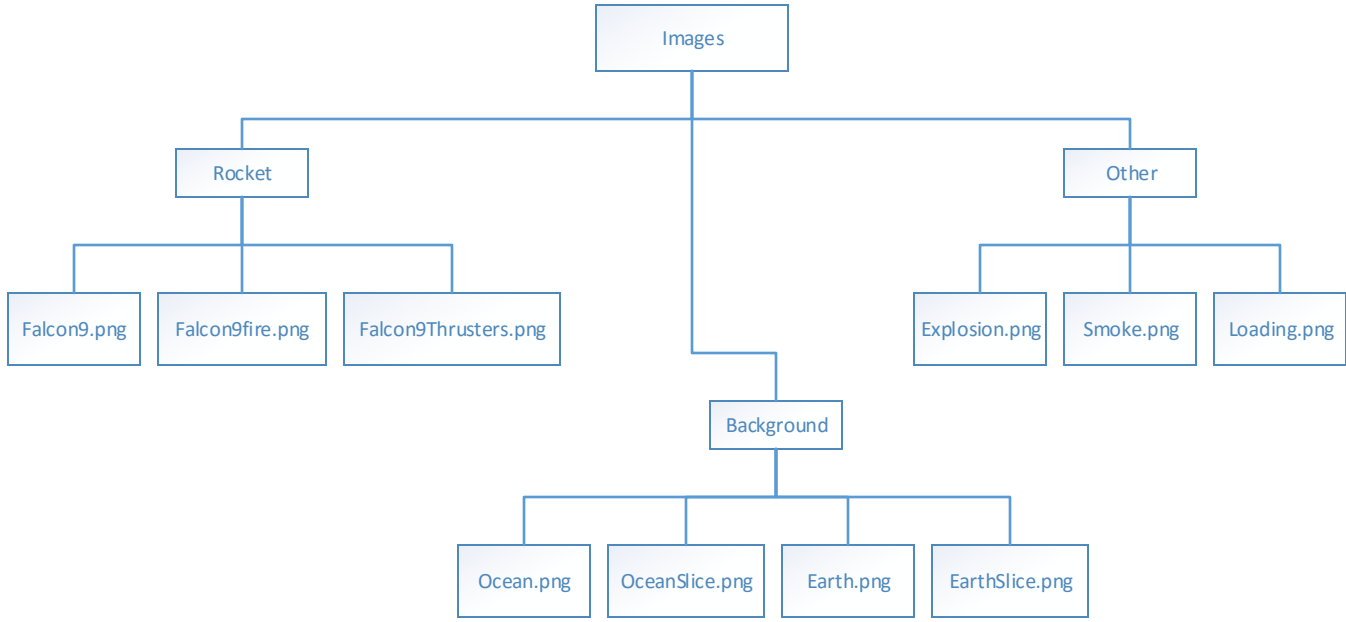 Images
Rocket
Other
Falcon9.png
Falcon9fire.png
Falcon9Thrusters.png
Explosion.png
Smoke.png
Loading.png
Background
Ocean.png
OceanSlice.png
Earth.png
EarthSlice.png